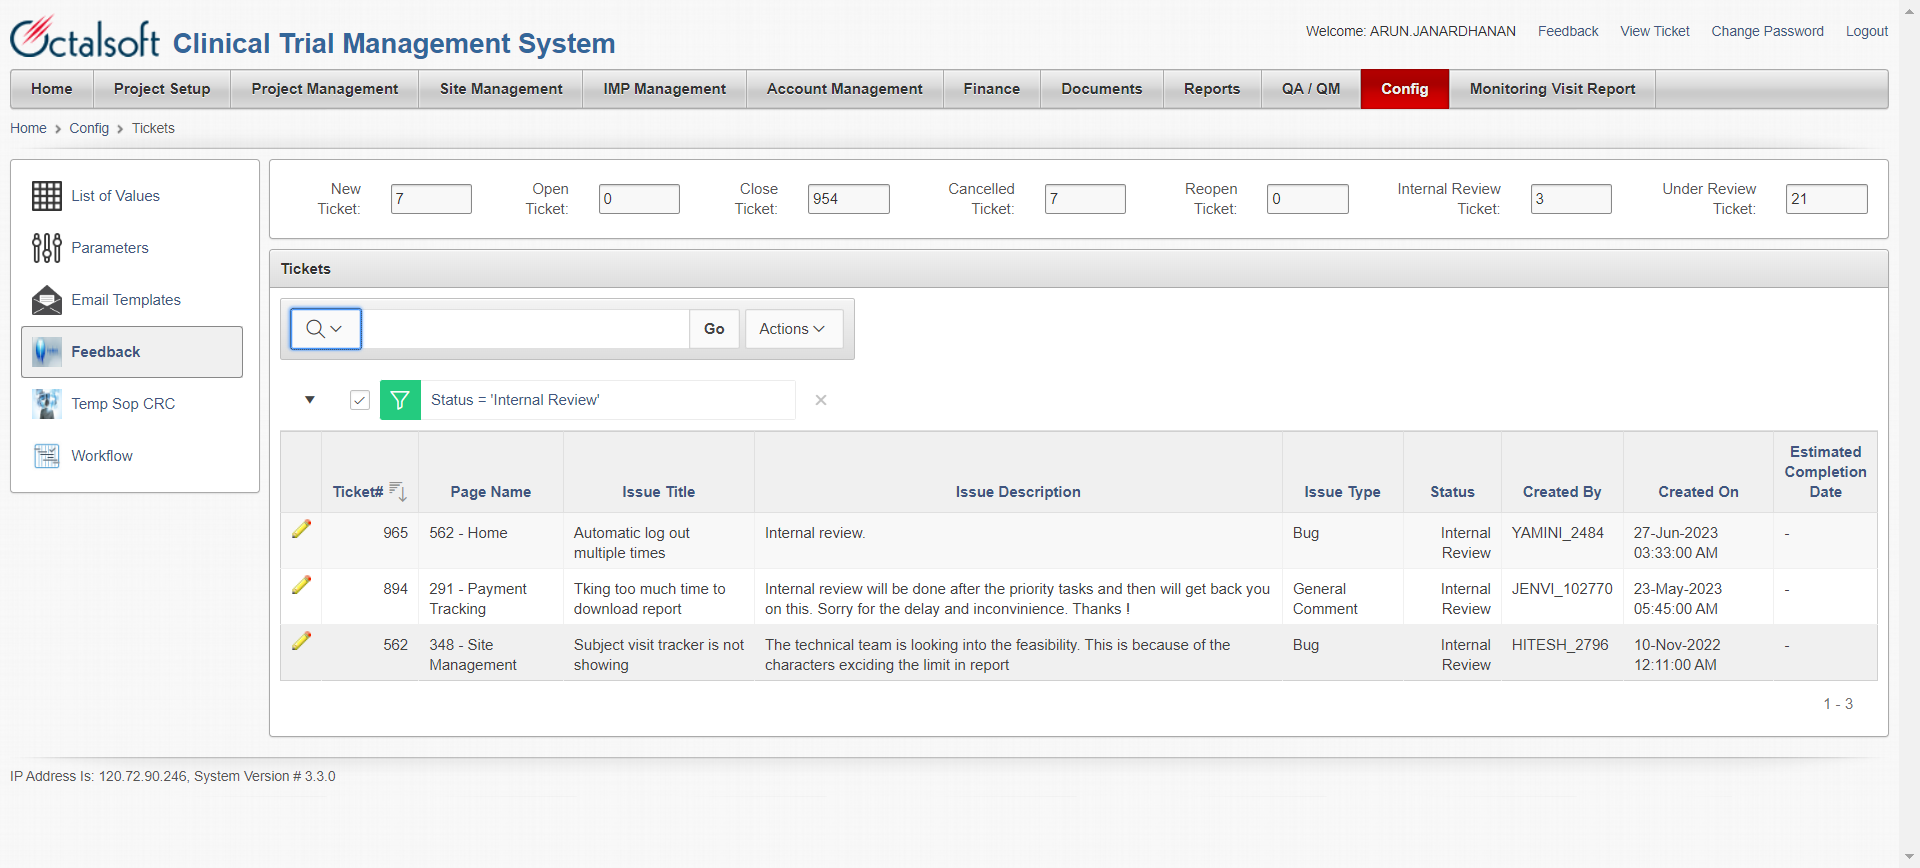 Octalsoft Clinical Trial Management System
Welcome: ARUN.JANARDHANAN Feedback View Ticket Change Password Logout
Home Project Setup Project Management Site Management IMP Management Account Management Finance Documents Reports QA / QM Config Monitoring Visit Report
Home > Config > Tickets
List of Values
Parameters
Email Templates
Feedback
Temp Sop CRC
Workflow
New Ticket: 7
Open Ticket: 0
Close Ticket: 954
Cancelled Ticket: 7
Reopen Ticket: 0
Internal Review Ticket: 3
Under Review Ticket: 21
Tickets
Go Actions
Status = 'Internal Review'
Ticket# Page Name Issue Title Issue Description Issue Type Status Created By Created On Estimated Completion Date
965 562 - Home Automatic log out multiple times Internal review. Bug Internal Review YAMINI_2484 27-Jun-2023 03:33:00 AM -
894 291 - Payment Tracking Tking too much time to download report Internal review will be done after the priority tasks and then will get back you on this. Sorry for the delay and inconvinience. Thanks ! General Comment Internal Review JENVI_102770 23-May-2023 05:45:00 AM -
562 348 - Site Management Subject visit tracker is not showing The technical team is looking into the feasibility. This is because of the characters exciding the limit in report Bug Internal Review HITESH_2796 10-Nov-2022 12:11:00 AM -
1 - 3
IP Address Is: 120.72.90.246, System Version # 3.3.0